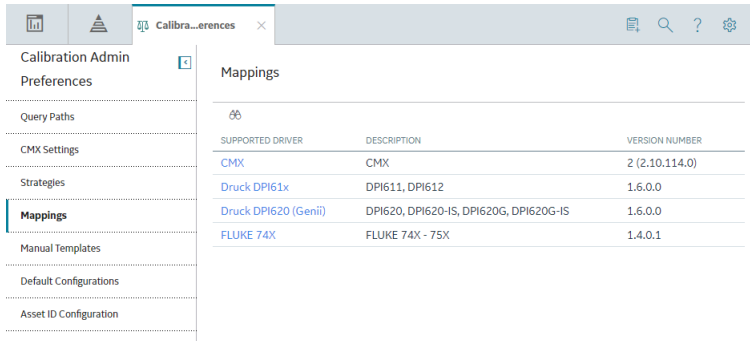 Calibra...erences
Calibration Admin
Preferences
Query Paths
CMX Settings
Strategies
Mappings
Manual Templates
Default Configurations
Asset ID Configuration
Mappings
SUPPORTED DRIVER DESCRIPTION VERSION NUMBER
CMX CMX 2 (2.10.114.0)
Druck DPI61x DPI611, DPI612 1.6.0.0
Druck DPI620 (Genii) DPI620, DPI620-IS, DPI620G, DPI620G-IS 1.6.0.0
FLUKE 74X FLUKE 74X - 75X 1.4.0.1